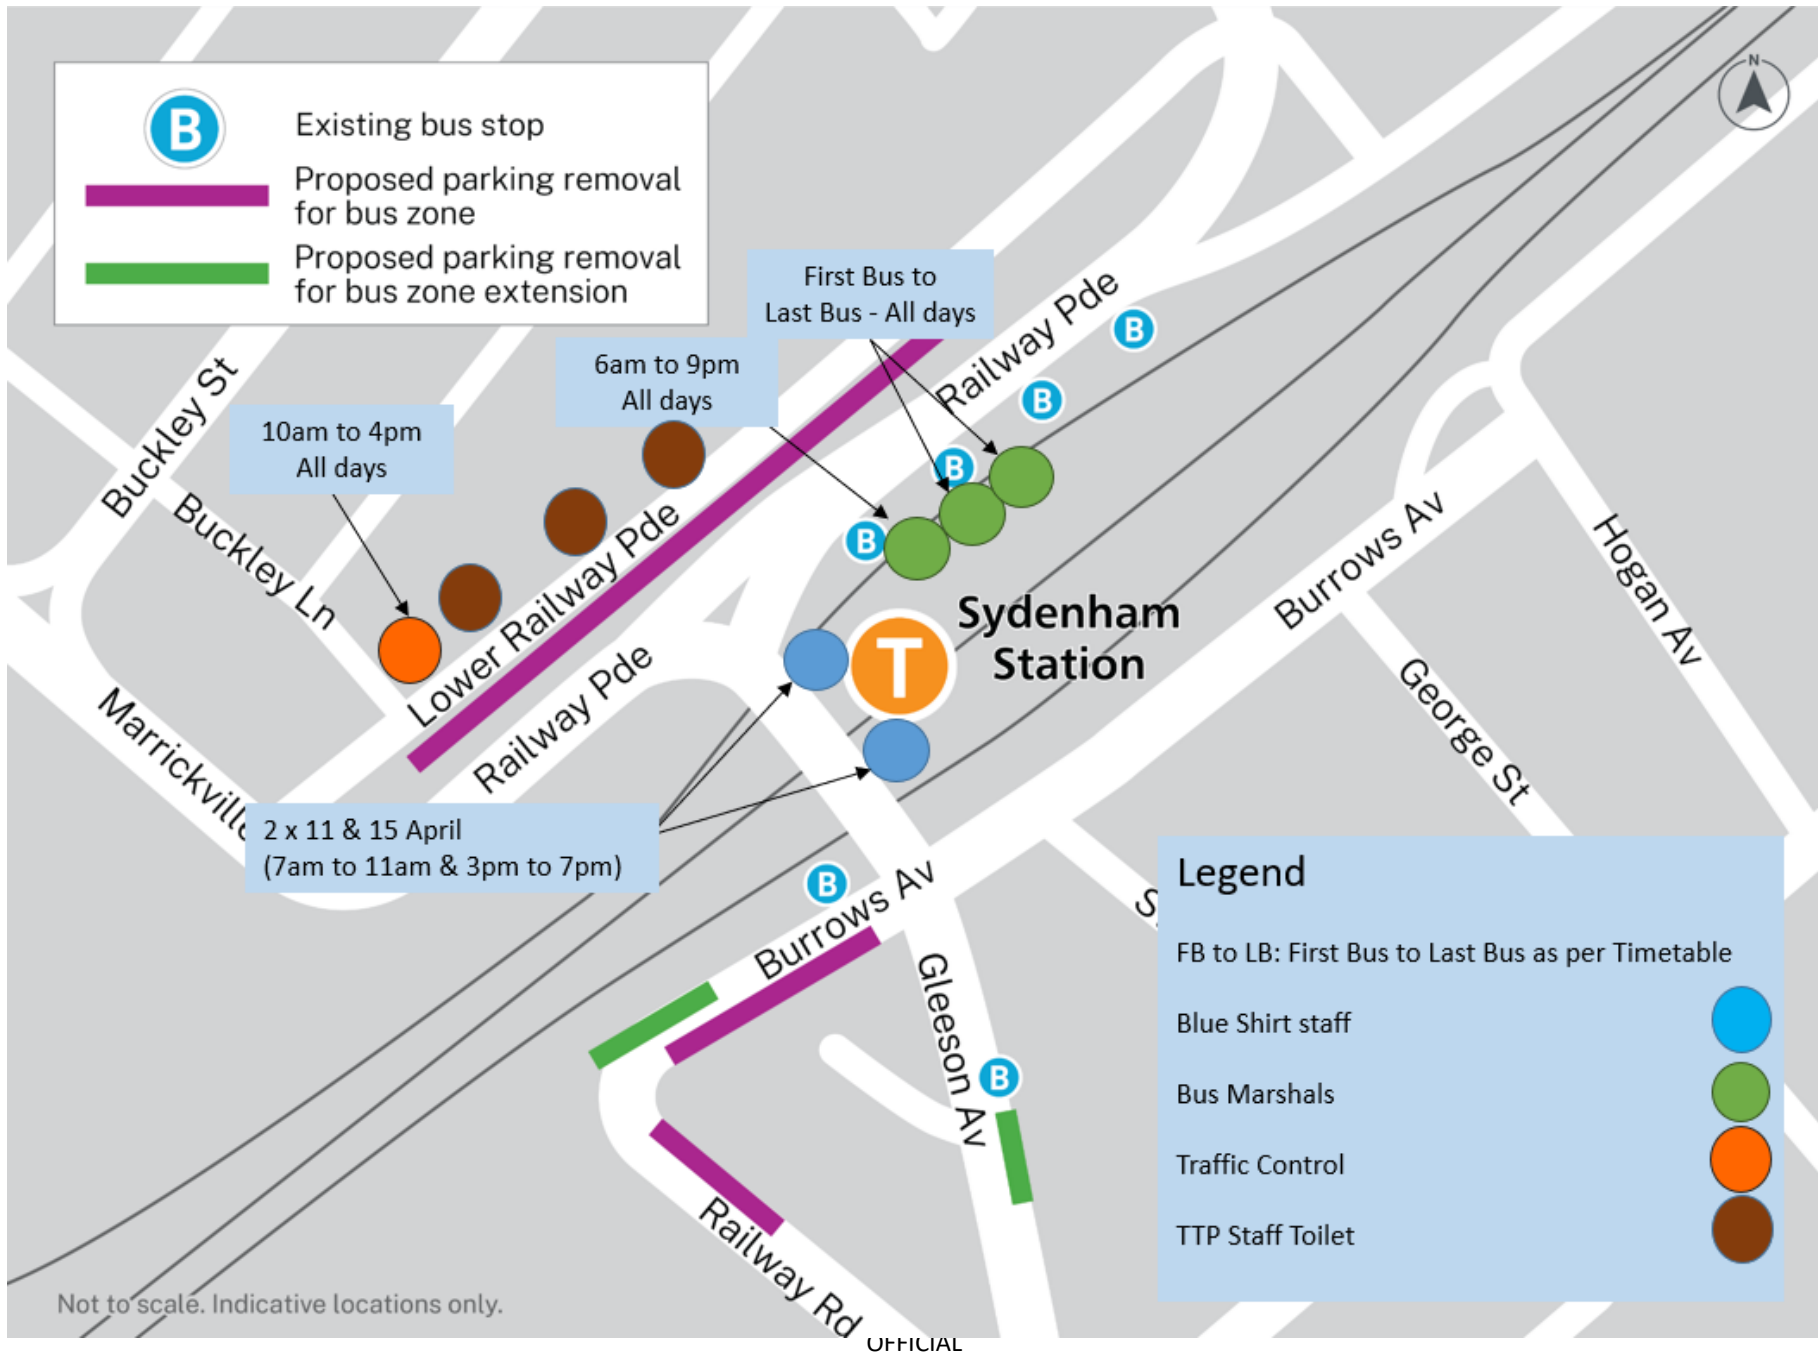 N
B
Existing bus stop
Proposed parking removal
for bus zone
Proposed parking removal
for bus zone extension
First Bus to
Last Bus - All days
6am to 9pm
All days
10am to 4pm
All days
Railway Pde
B
B
B
B
Buckley St
Buckley Ln
Lower Railway Pde
Railway Pde
Marrickville
Sydenham
Station
T
Burrows Av
Hogan Av
George St
2 x 11 & 15 April
(7am to 11am & 3pm to 7pm)
B
Burrows Av
Gleeson Av
B
Railway Rd
S
Legend
FB to LB: First Bus to Last Bus as per Timetable
Blue Shirt staff
Bus Marshals
Traffic Control
TTP Staff Toilet
Not to scale. Indicative locations only.
OFFICIAL